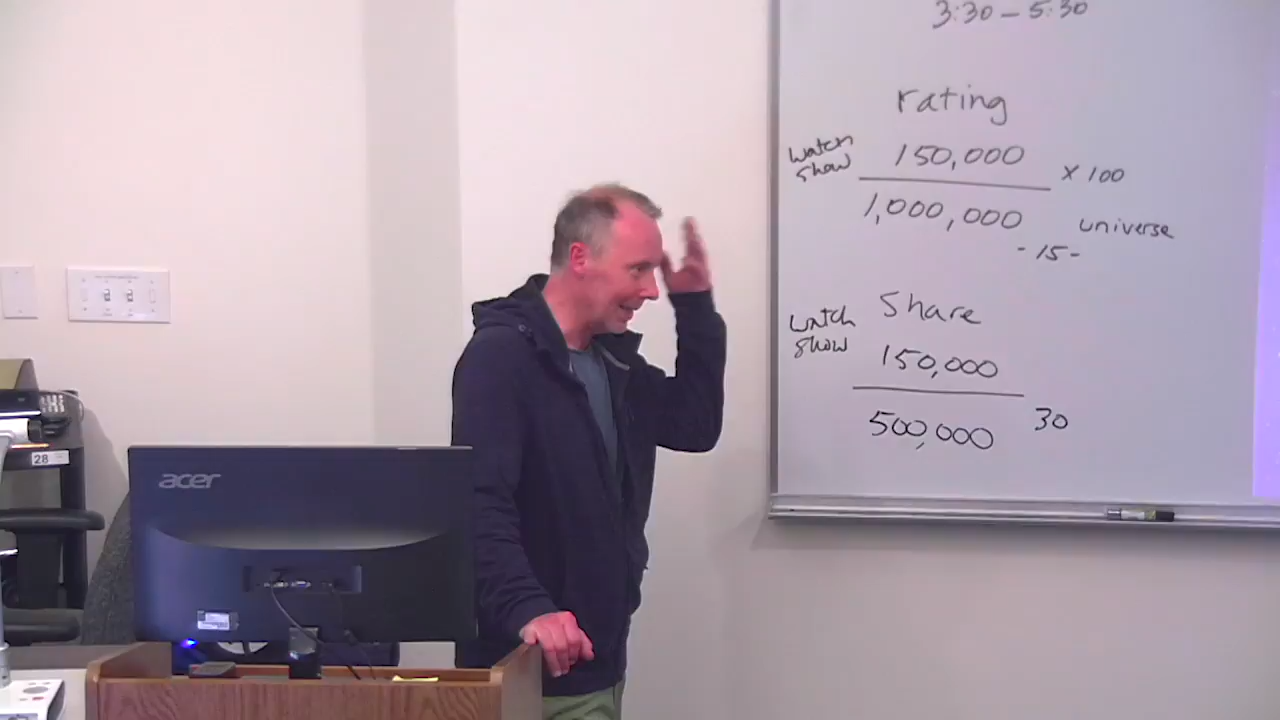 3:30 - 5:30
rating
watch show
150,000
x 100
1,000,000
universe
- 15 -
Share
watch show
150,000
500,000
30
acer
28